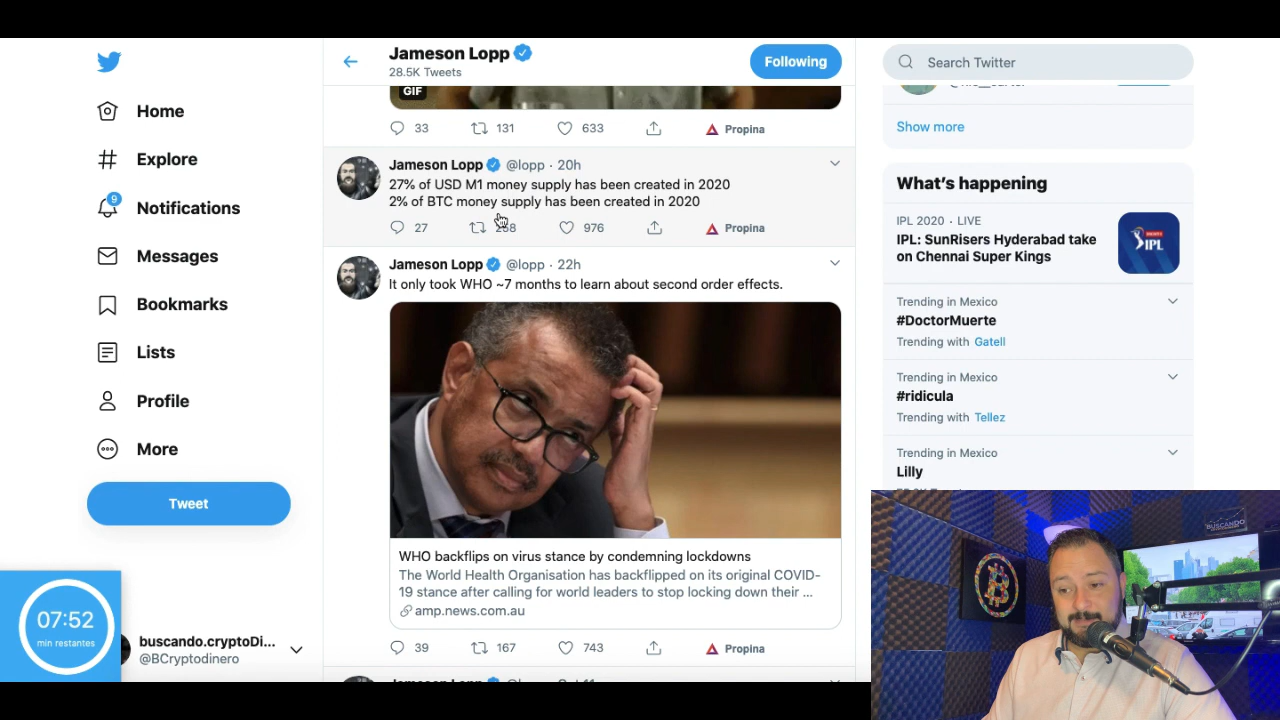 Home
Explore
9
Notifications
Messages
Bookmarks
Lists
Profile
More
Tweet
07:52
min restantes
buscando.cryptoDi...
@BCryptodinero
Jameson Lopp
28.5K Tweets
Following
GIF
33 131 633 Propina
Jameson Lopp @lopp · 20h
27% of USD M1 money supply has been created in 2020
2% of BTC money supply has been created in 2020
27 976 Propina
Jameson Lopp @lopp · 22h
It only took WHO ~7 months to learn about second order effects.
WHO backflips on virus stance by condemning lockdowns
The World Health Organisation has backflipped on its original COVID-
19 stance after calling for world leaders to stop locking down their ...
amp.news.com.au
39 167 743 Propina
Jameson Lopp
Search Twitter
Show more
What's happening
IPL 2020 · LIVE
IPL: SunRisers Hyderabad take
on Chennai Super Kings
IPL
Trending in Mexico
#DoctorMuerte
Trending with Gatell
Trending in Mexico
#ridicula
Trending with Tellez
Trending in Mexico
Lilly
BUSCANDO